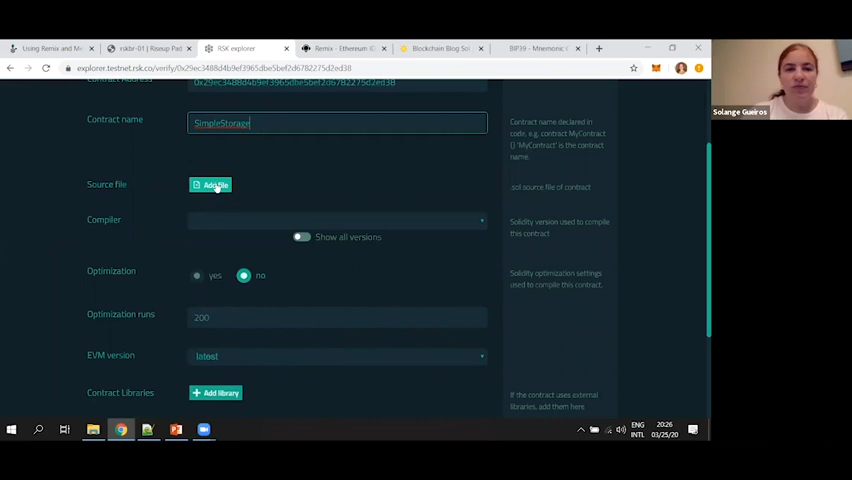 Using Remix and Me
rskbr-01 | Riseup Pad
RSK explorer
Remix - Ethereum ID
Blockchain Blog Sol
BIP39 - Mnemonic C
explorer.testnet.rsk.co/verify/0x29ec3488d4b9ef3965dbe5bef2d6782275d2ed38
Contract Address
0x29ec3488d4b9ef3965dbe5bef2d6782275d2ed38
Solange Gueiros
Contract name
SimpleStorage
Contract name declared in
code, e.g. contract MyContract
{} 'MyContract' is the contract
name.
Source file
Add file
.sol source file of contract
Compiler
Solidity version used to compile
this contract
Show all versions
Optimization
yes
no
Solidity optimization settings
used to compile this contract.
Optimization runs
200
EVM version
latest
Contract Libraries
Add library
If the contract uses external
libraries, add them here
ENG
INTL
20:26
03/25/20